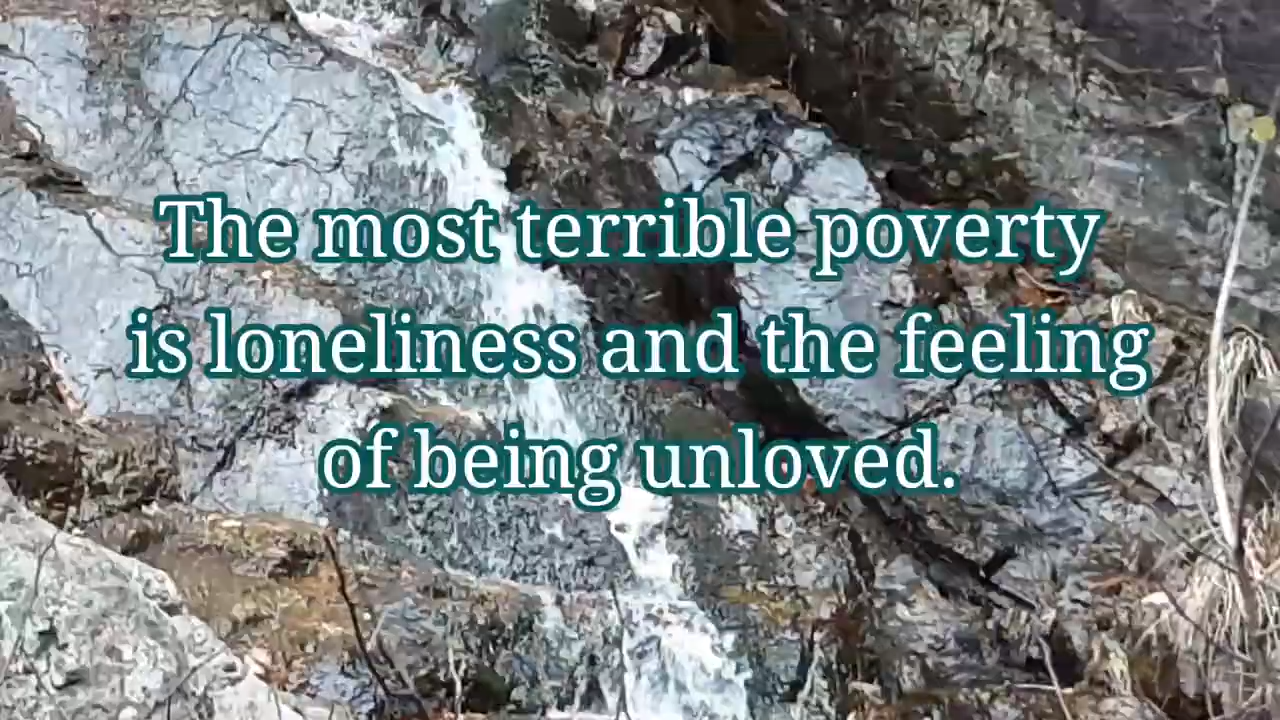 The most terrible poverty
is loneliness and the feeling
of being unloved.